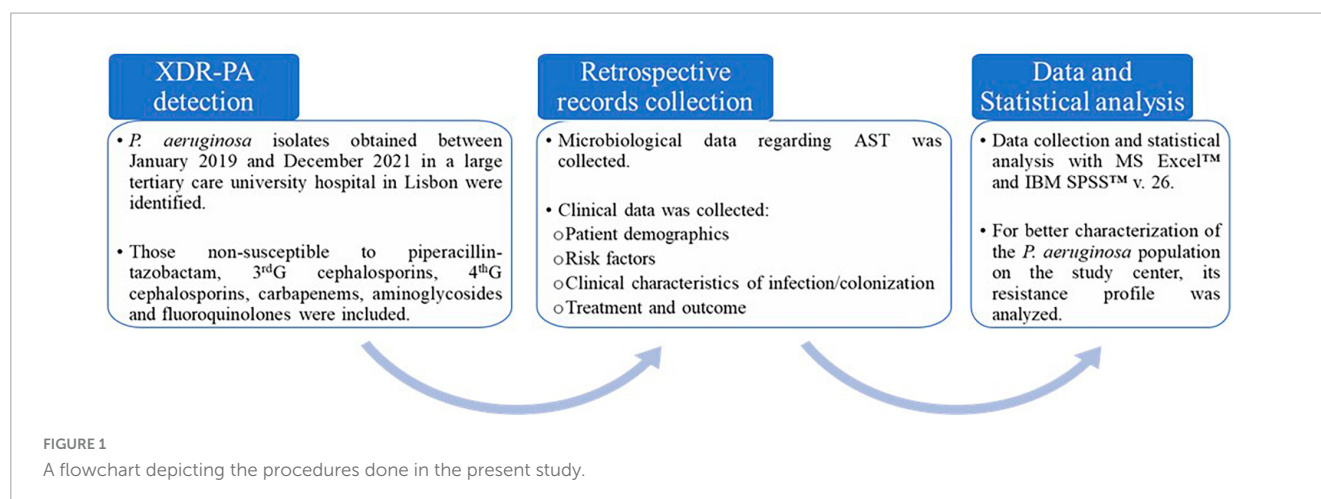 XDR-PA
detection
• P. aeruginosa isolates obtained between
January 2019 and December 2021 in a large
tertiary care university hospital in Lisbon were
identified.
• Those non-susceptible to piperacillin-
tazobactam, 3rdG cephalosporins, 4thG
cephalosporins, carbapenems, aminoglycosides
and fluoroquinolones were included.
Retrospective
records collection
• Microbiological data regarding AST was
collected.
• Clinical data was collected:
o Patient demographics
o Risk factors
o Clinical characteristics of infection/colonization
o Treatment and outcome
Data and
Statistical analysis
• Data collection and statistical
analysis with MS Excel™
and IBM SPSS™ v. 26.
• For better characterization of
the P. aeruginosa population
on the study center, its
resistance profile was
analyzed.
FIGURE 1
A flowchart depicting the procedures done in the present study.